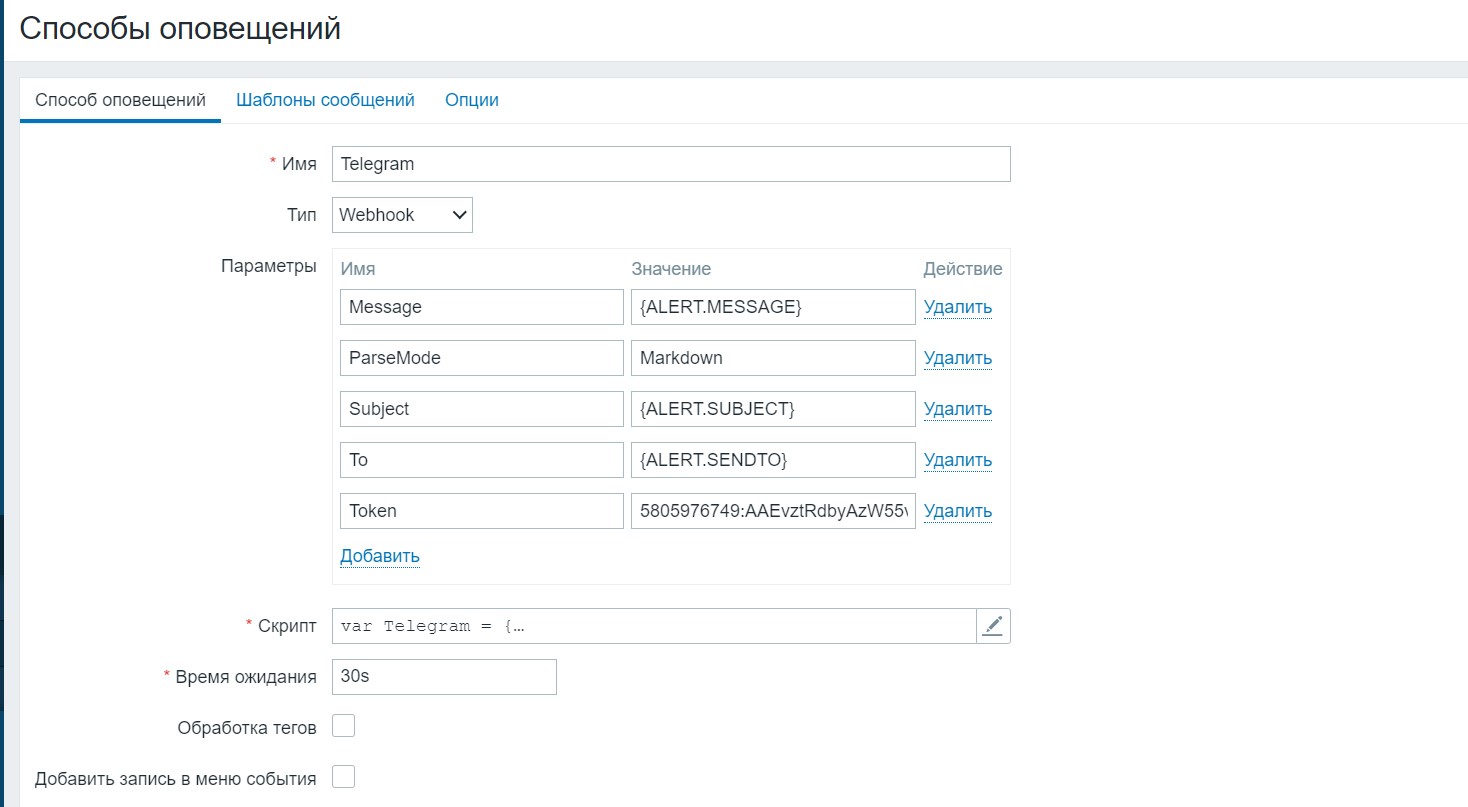 Способы оповещений
Способ оповещений Шаблоны сообщений Опции
* Имя Telegram
Тип Webhook
Параметры Имя Значение Действие
Message {ALERT.MESSAGE} Удалить
ParseMode Markdown Удалить
Subject {ALERT.SUBJECT} Удалить
To {ALERT.SENDTO} Удалить
Token 5805976749:AAEvztRdbyAzW55v Удалить
Добавить
* Скрипт var Telegram = {…
* Время ожидания 30s
Обработка тегов
Добавить запись в меню события